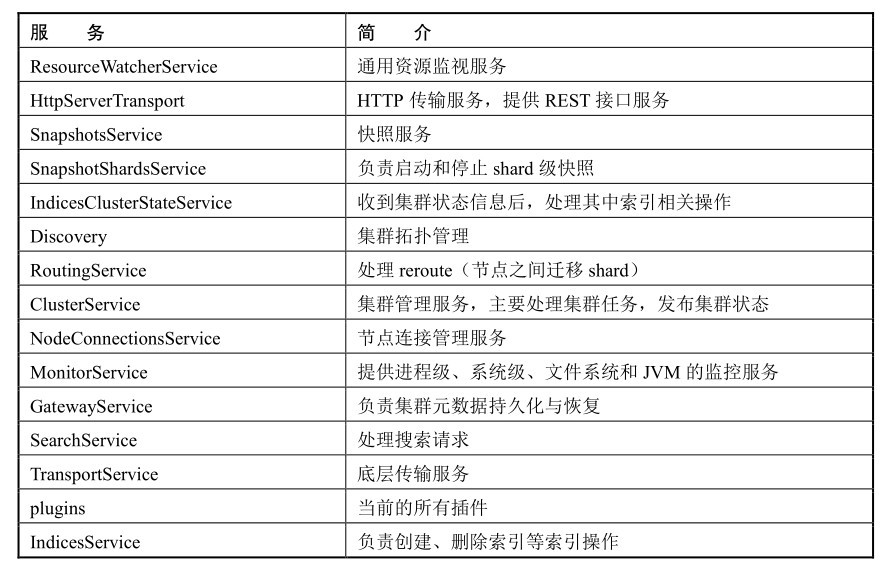 服　　务	简　　介
ResourceWatcherService	通用资源监视服务
HttpServerTransport	HTTP 传输服务，提供 REST 接口服务
SnapshotsService	快照服务
SnapshotShardsService	负责启动和停止 shard 级快照
IndicesClusterStateService	收到集群状态信息后，处理其中索引相关操作
Discovery	集群拓扑管理
RoutingService	处理 reroute（节点之间迁移 shard）
ClusterService	集群管理服务，主要处理集群任务，发布集群状态
NodeConnectionsService	节点连接管理服务
MonitorService	提供进程级、系统级、文件系统和 JVM 的监控服务
GatewayService	负责集群元数据持久化与恢复
SearchService	处理搜索请求
TransportService	底层传输服务
plugins	当前的所有插件
IndicesService	负责创建、删除索引等索引操作